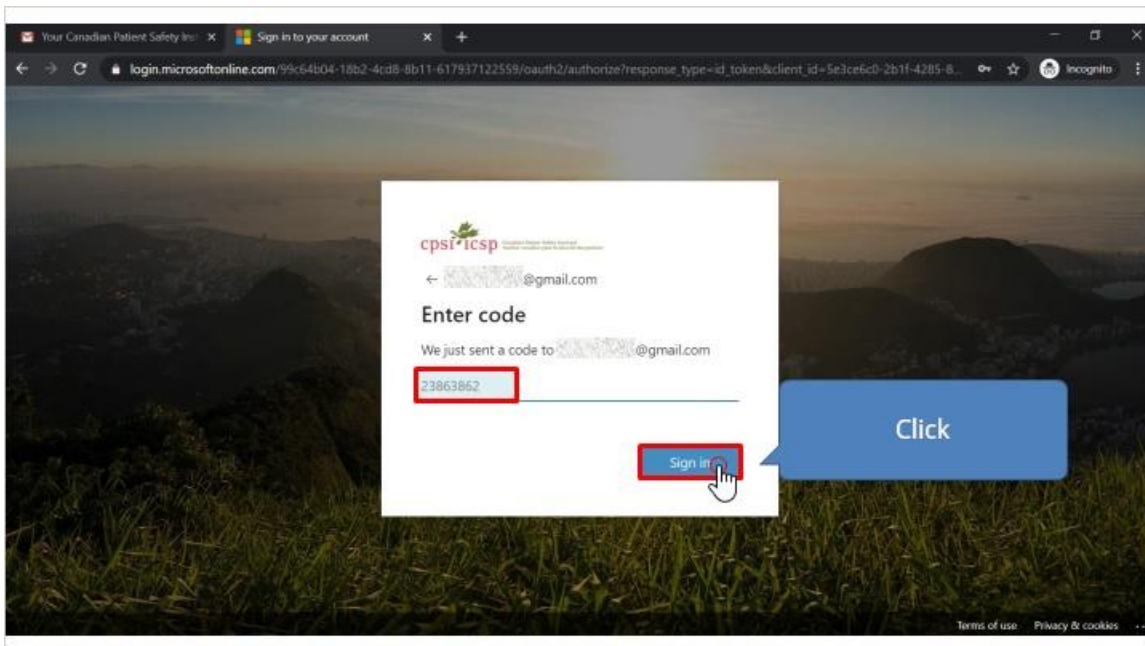 Your Canadian Patient Safety Inst
Sign in to your account
login.microsoftonline.com/99c64b04-18b2-4cd8-8b11-617937122559/oauth2/authorize?response_type=id_token&client_id=5e3ce6c0-2b1f-4285-8...
Incognito
cpsi icsp
@gmail.com
Enter code
We just sent a code to @gmail.com
23863862
Sign in
Click
Terms of use Privacy & cookies ...